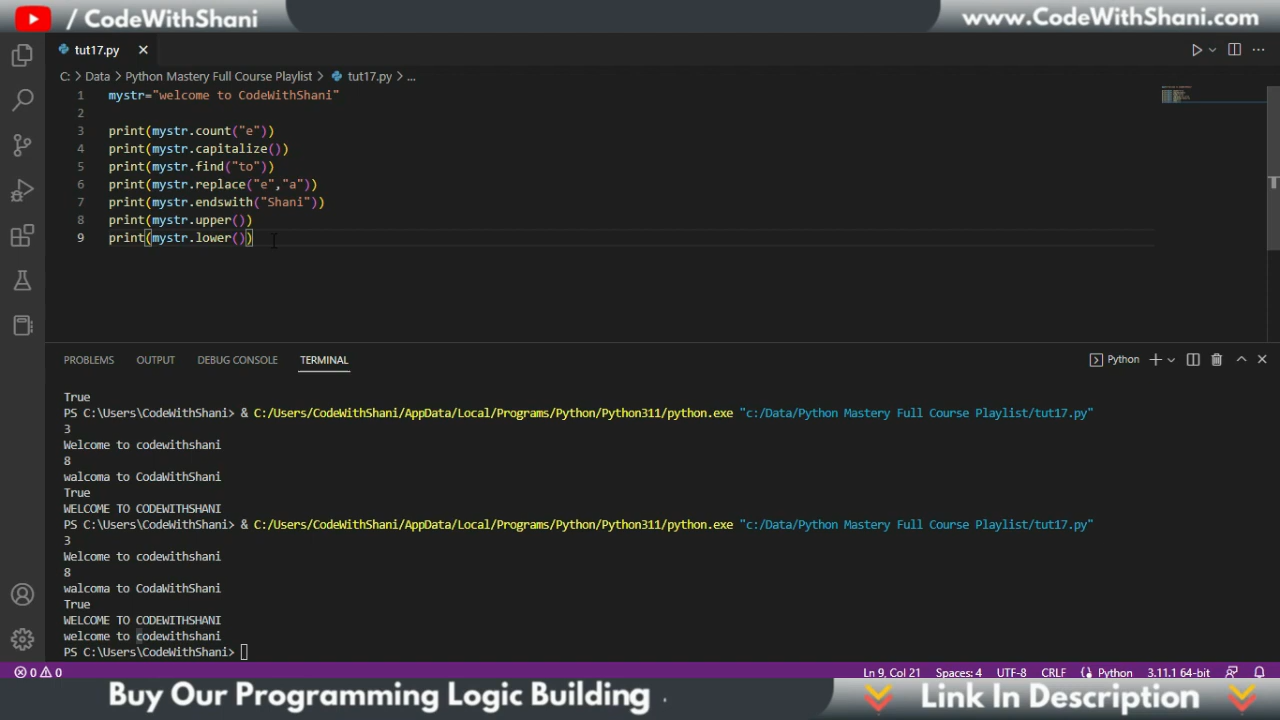 / CodeWithShani
www.CodeWithShani.com
tut17.py
C: > Data > Python Mastery Full Course Playlist > tut17.py > ...
1 mystr="welcome to CodeWithShani"
2
3 print(mystr.count("e"))
4 print(mystr.capitalize())
5 print(mystr.find("to"))
6 print(mystr.replace("e","a"))
7 print(mystr.endswith("Shani"))
8 print(mystr.upper())
9 print(mystr.lower())
PROBLEMS OUTPUT DEBUG CONSOLE TERMINAL
Python
True
PS C:\Users\CodeWithShani> & C:/Users/CodeWithShani/AppData/Local/Programs/Python/Python311/python.exe "c:/Data/Python Mastery Full Course Playlist/tut17.py"
3
Welcome to codewithshani
8
walcoma to CodaWithShani
True
WELCOME TO CODEWITHSHANI
PS C:\Users\CodeWithShani> & C:/Users/CodeWithShani/AppData/Local/Programs/Python/Python311/python.exe "c:/Data/Python Mastery Full Course Playlist/tut17.py"
3
Welcome to codewithshani
8
walcoma to CodaWithShani
True
WELCOME TO CODEWITHSHANI
welcome to codewithshani
PS C:\Users\CodeWithShani>
0 0 Ln 9, Col 21 Spaces: 4 UTF-8 CRLF Python 3.11.1 64-bit
Buy Our Programming Logic Building
Link In Description